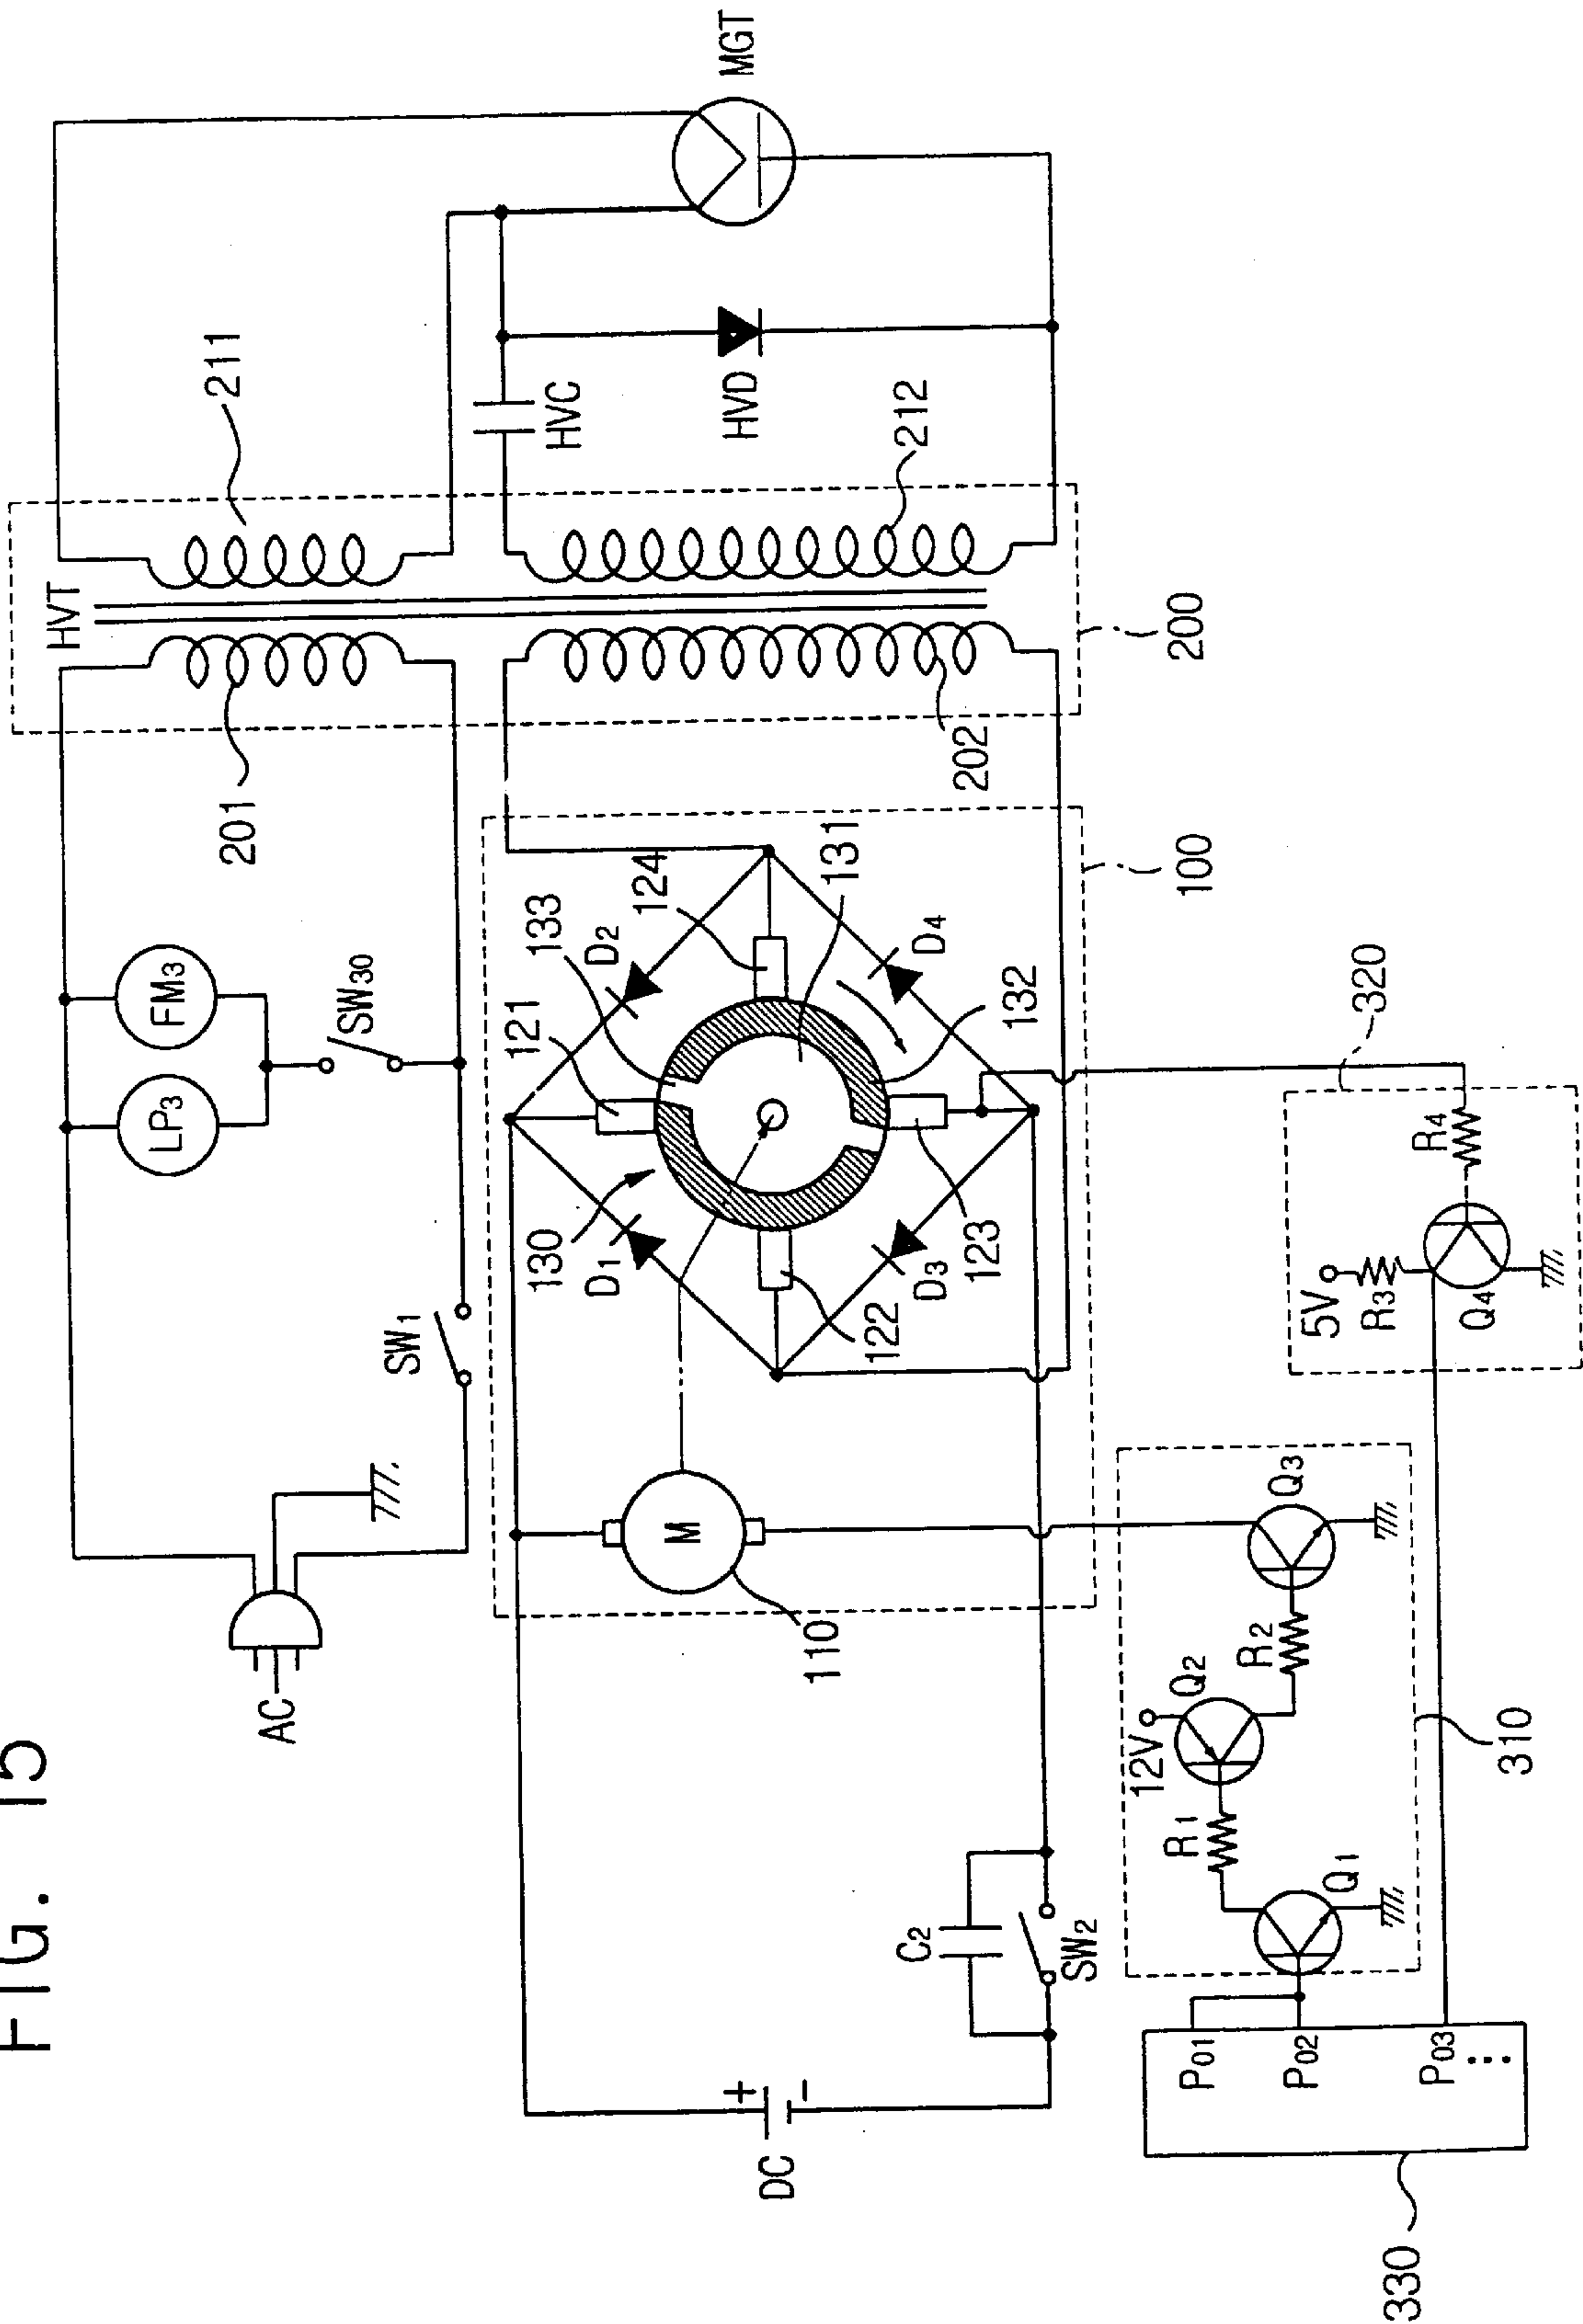 FIG. 15
AC
SW1
LP3
FM3
SW30
201
HVT
211
HVC
HVD
212
MGT
202
200
DC
+
-
C2
SW2
M
110
130
D1
121
133
D2
124
131
122
D3
123
132
D4
100
330
P01
P02
P03
Q1
R1
12V
Q2
R2
Q3
310
5V
R3
Q4
R4
320